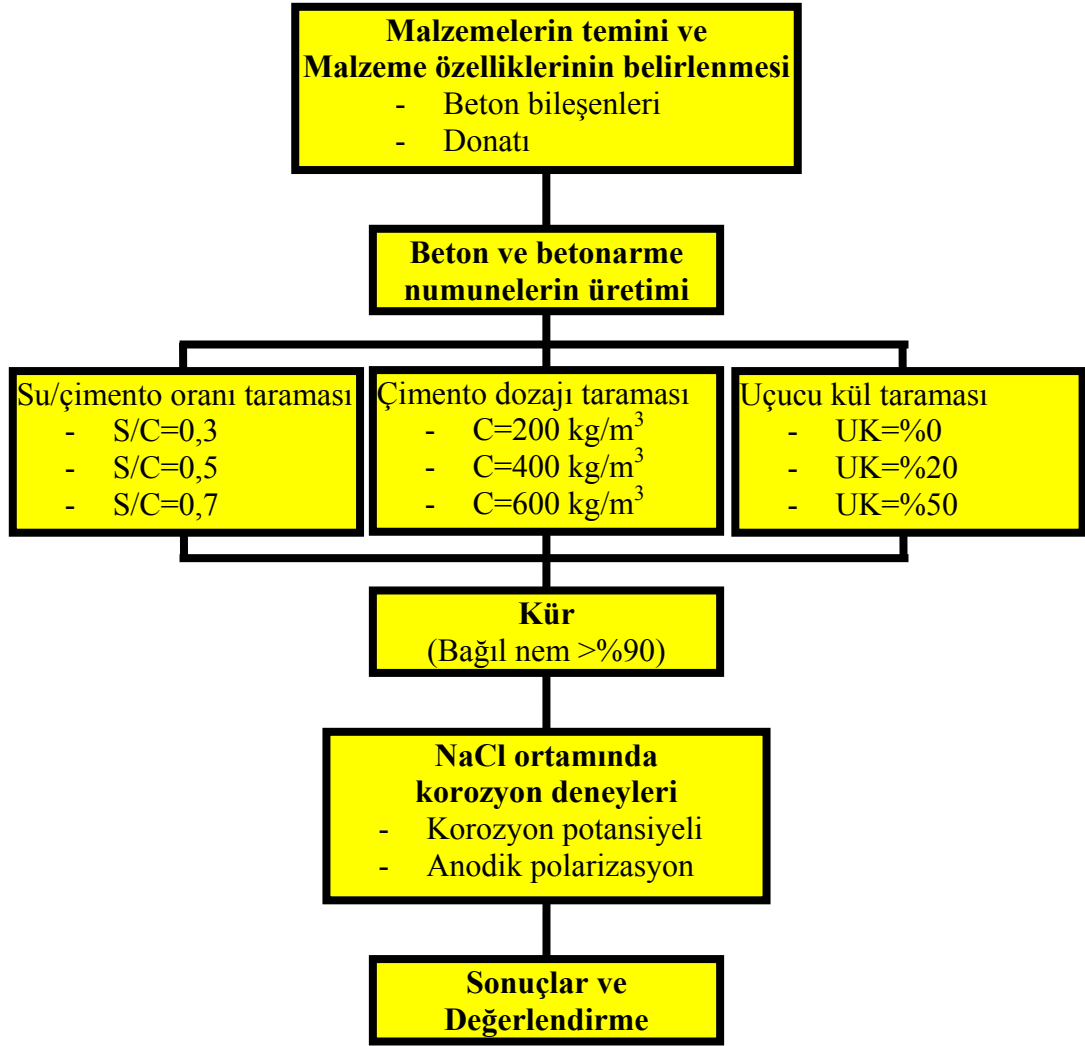 Malzemelerin temini ve
Malzeme özelliklerinin belirlenmesi
- Beton bileşenleri
- Donatı
Beton ve betonarme
numunelerin üretimi
Su/çimento oranı taraması
- S/C=0,3
- S/C=0,5
- S/C=0,7
Çimento dozajı taraması
- C=200 kg/m³
- C=400 kg/m³
- C=600 kg/m³
Uçucu kül taraması
- UK=%0
- UK=%20
- UK=%50
Kür
(Bağıl nem >%90)
NaCl ortamında
korozyon deneyleri
- Korozyon potansiyeli
- Anodik polarizasyon
Sonuçlar ve
Değerlendirme